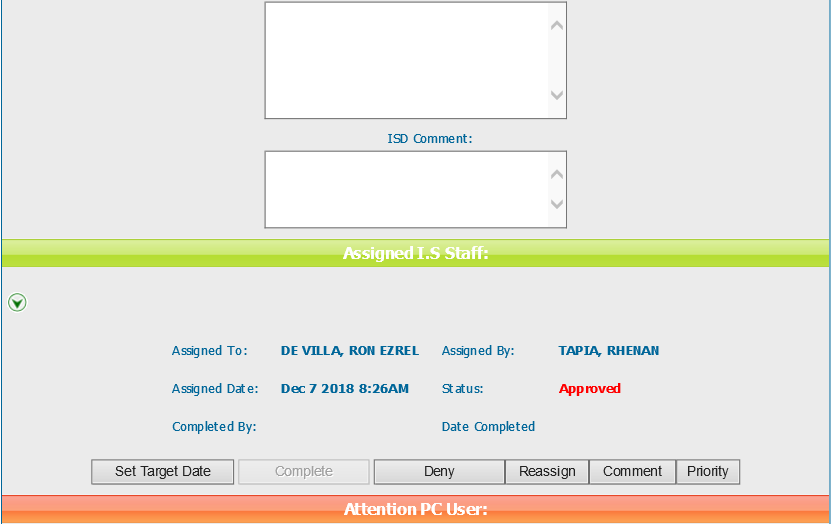 ISD Comment:
Assigned I.S Staff:
Assigned To: DE VILLA, RON EZREL Assigned By: TAPIA, RHENAN
Assigned Date: Dec 7 2018 8:26AM Status: Approved
Completed By: Date Completed
Set Target Date Complete Deny Reassign Comment Priority
Attention PC User: